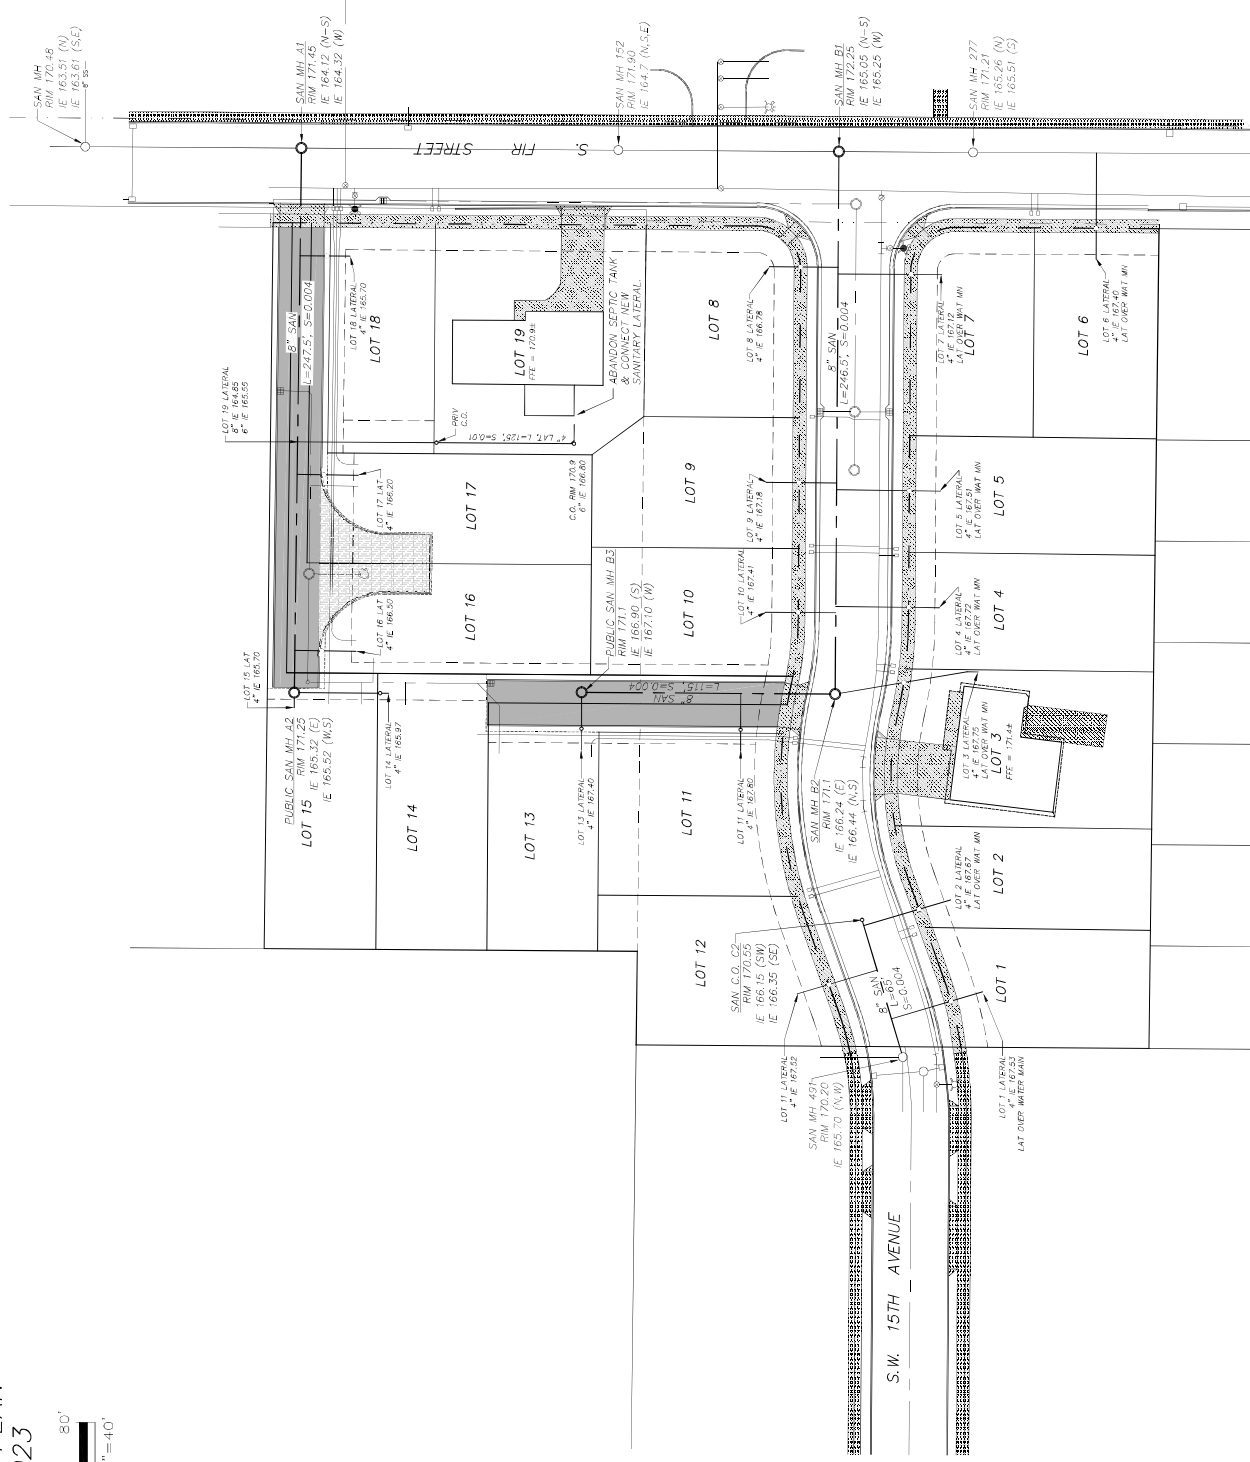 SAN MH
RIM 170.48
IE 163.51 (N)
IE 163.61 (S,E)
8" SS
SAN MH A1
RIM 171.45
IE 164.12 (N-S)
IE 164.32 (W)
SAN MH 152
RIM 171.90
IE 164.7 (N,S,E)
SAN MH B1
RIM 172.25
IE 165.05 (N-S)
IE 165.25 (W)
SAN MH 277
RIM 171.21
IE 165.26 (N)
IE 165.51 (S)
S. FIR STREET
8" SAN
L=247.5', S=0.004
LOT 18 LATERAL
4" IE 165.70
LOT 18
LOT 19
FFE = 170.9±
ABANDON SEPTIC TANK
& CONNECT NEW
SANITARY LATERAL.
LOT 8
LOT 8 LATERAL
4" IE 166.78
8" SAN
L=246.5', S=0.004
LOT 7 LATERAL
4" IE 167.12
LAT OVER WAT MN
LOT 7
LOT 6
LOT 6 LATERAL
4" IE 167.40
LAT OVER WAT MN
LOT 19 LATERAL
8" IE 164.85
6" IE 165.55
PRIV
C.O.
4" LAT, L=125', S=0.01
LOT 17 LAT
4" IE 166.20
LOT 17
C.O. RIM 170.9
6" IE 166.80
LOT 9
LOT 9 LATERAL
4" IE 167.18
LOT 5 LATERAL
4" IE 167.51
LAT OVER WAT MN
LOT 5
LOT 16 LAT
4" IE 166.50
LOT 16
PUBLIC SAN MH B3
RIM 171.1
IE 166.90 (S)
IE 167.10 (W)
LOT 10
LOT 10 LATERAL
4" IE 167.41
LOT 4 LATERAL
4" IE 167.72
LAT OVER WAT MN
LOT 4
LOT 15 LAT
4" IE 165.70
PUBLIC SAN MH A2
RIM 171.25
IE 165.32 (E)
IE 165.52 (W,S)
LOT 15
LOT 14 LATERAL
4" IE 165.97
LOT 14
8" SAN
L=115', S=0.004
LOT 13
LOT 13 LATERAL
4" IE 167.40
LOT 11
LOT 11 LATERAL
4" IE 167.80
SAN MH B2
RIM 171.1
IE 166.24 (E)
IE 166.44 (N,S)
LOT 3 LATERAL
4" IE 167.75
LAT OVER WAT MN
LOT 3
FFE = 171.4±
LOT 2 LATERAL
4" IE 167.67
LAT OVER WAT MN
LOT 2
LOT 12
SAN C.O. C2
RIM 170.55
IE 166.15 (SW)
IE 166.35 (SE)
8" SAN
L=65'
S=0.004
LOT 1
LOT 11 LATERAL
4" IE 167.52
SAN MH 491
RIM 170.20
IE 165.70 (N,W)
LOT 1 LATERAL
4" IE 167.53
LAT OVER WATER MAIN
S.W. 15TH AVENUE
80'
"=40'